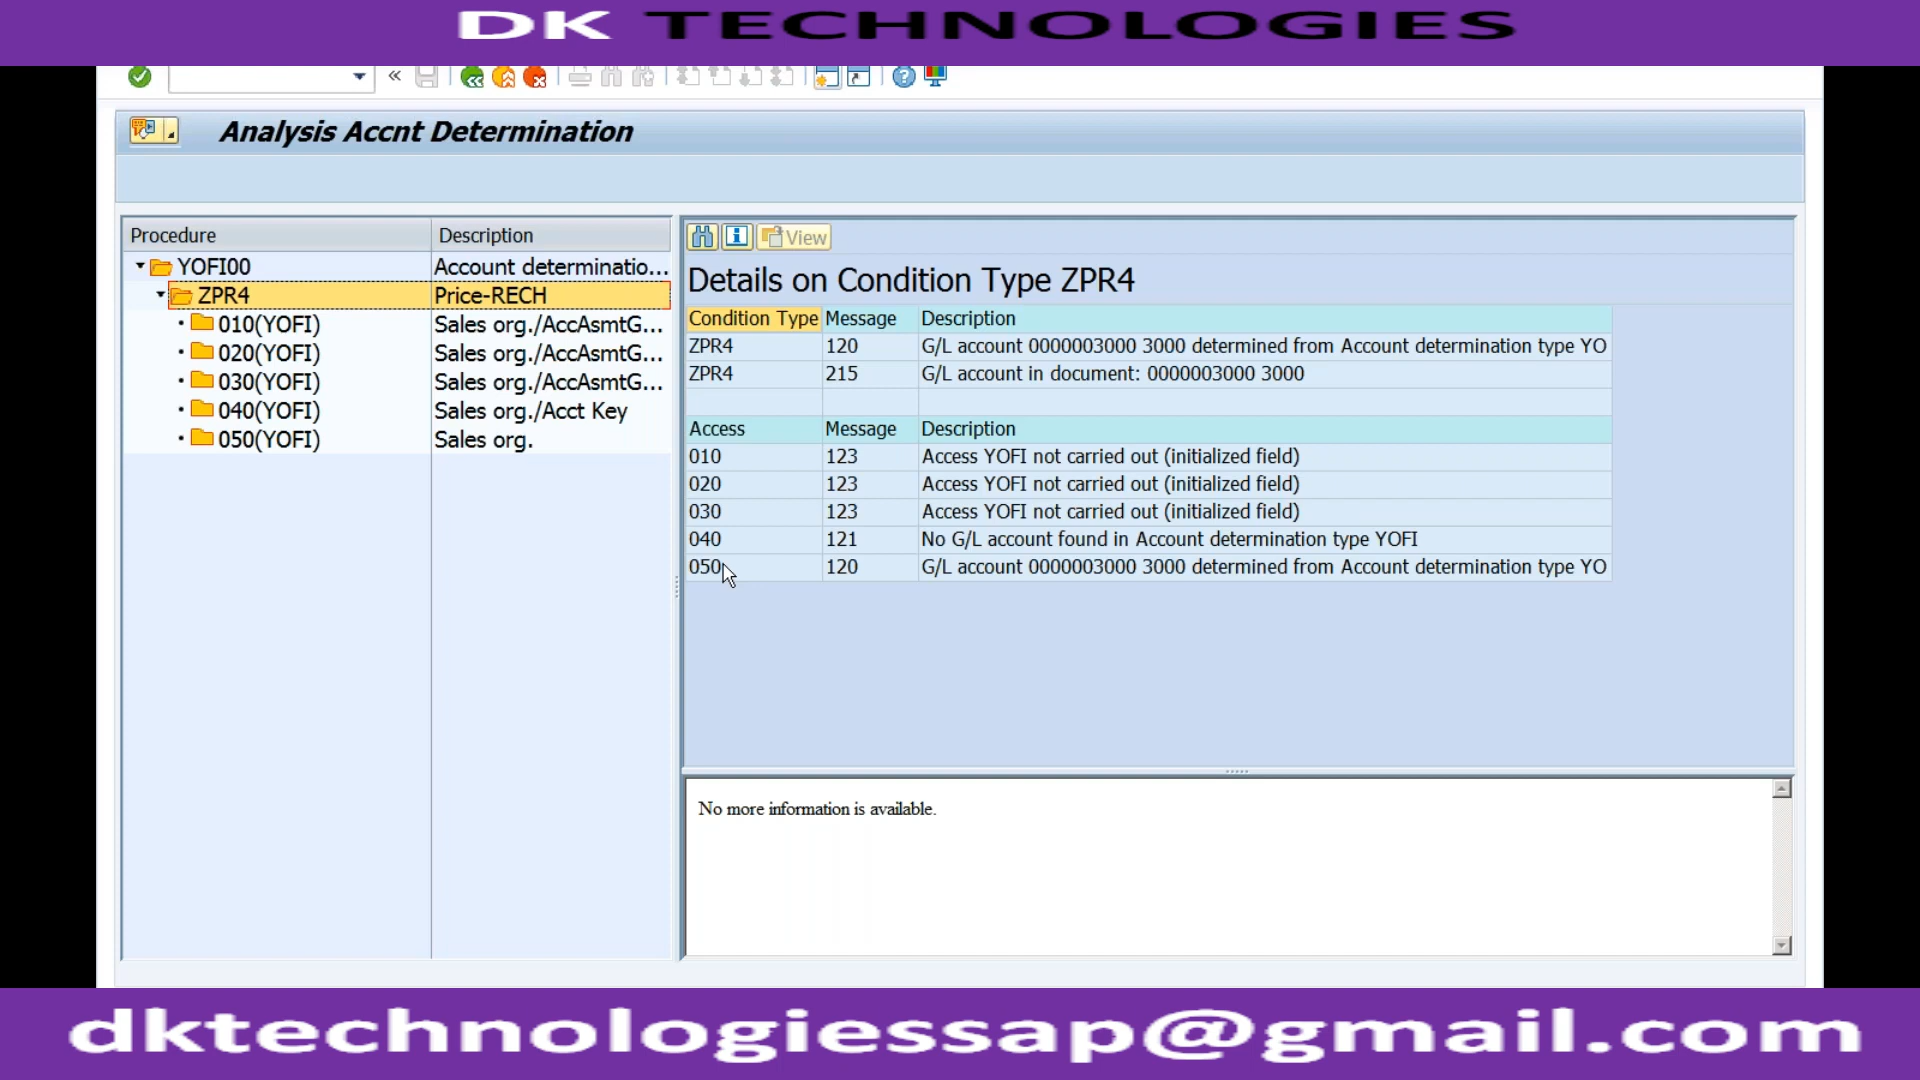 DK TECHNOLOGIES
Analysis Accnt Determination
Procedure Description
YOFI00 Account determinatio...
ZPR4 Price-RECH
010(YOFI) Sales org./AccAsmtG...
020(YOFI) Sales org./AccAsmtG...
030(YOFI) Sales org./AccAsmtG...
040(YOFI) Sales org./Acct Key
050(YOFI) Sales org.
View
Details on Condition Type ZPR4
Condition Type Message Description
ZPR4 120 G/L account 0000003000 3000 determined from Account determination type YO
ZPR4 215 G/L account in document: 0000003000 3000
Access Message Description
010 123 Access YOFI not carried out (initialized field)
020 123 Access YOFI not carried out (initialized field)
030 123 Access YOFI not carried out (initialized field)
040 121 No G/L account found in Account determination type YOFI
050 120 G/L account 0000003000 3000 determined from Account determination type YO
No more information is available.
dktechnologiessap@gmail.com